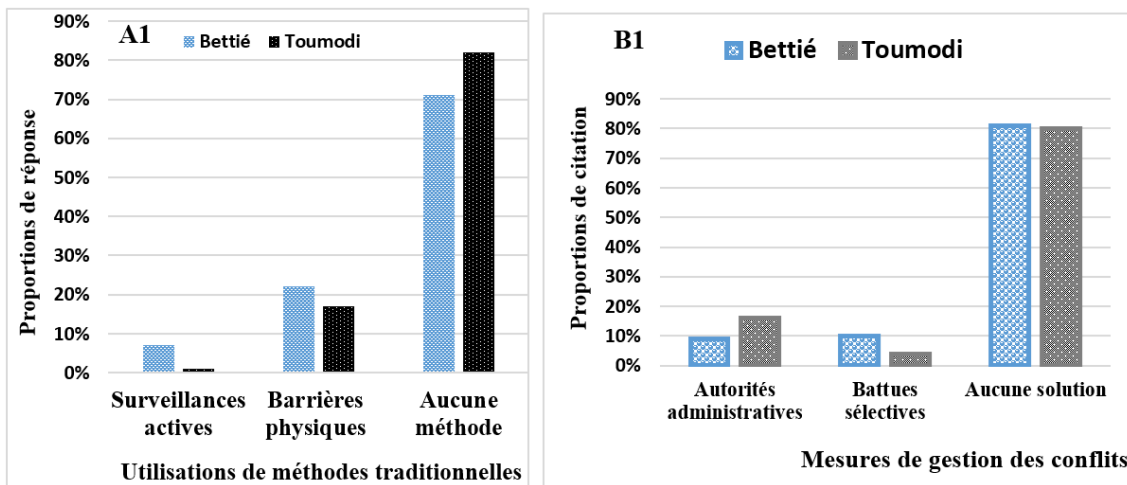 A1
Bettié Toumodi
Proportions de réponse
90%
80%
70%
60%
50%
40%
30%
20%
10%
0%
Surveillances actives
Barrières physiques
Aucune méthode
Utilisations de méthodes traditionnelles
B1
Bettié Toumodi
Proportions de citation
90%
80%
70%
60%
50%
40%
30%
20%
10%
0%
Autorités administratives
Battues sélectives
Aucune solution
Mesures de gestion des conflits